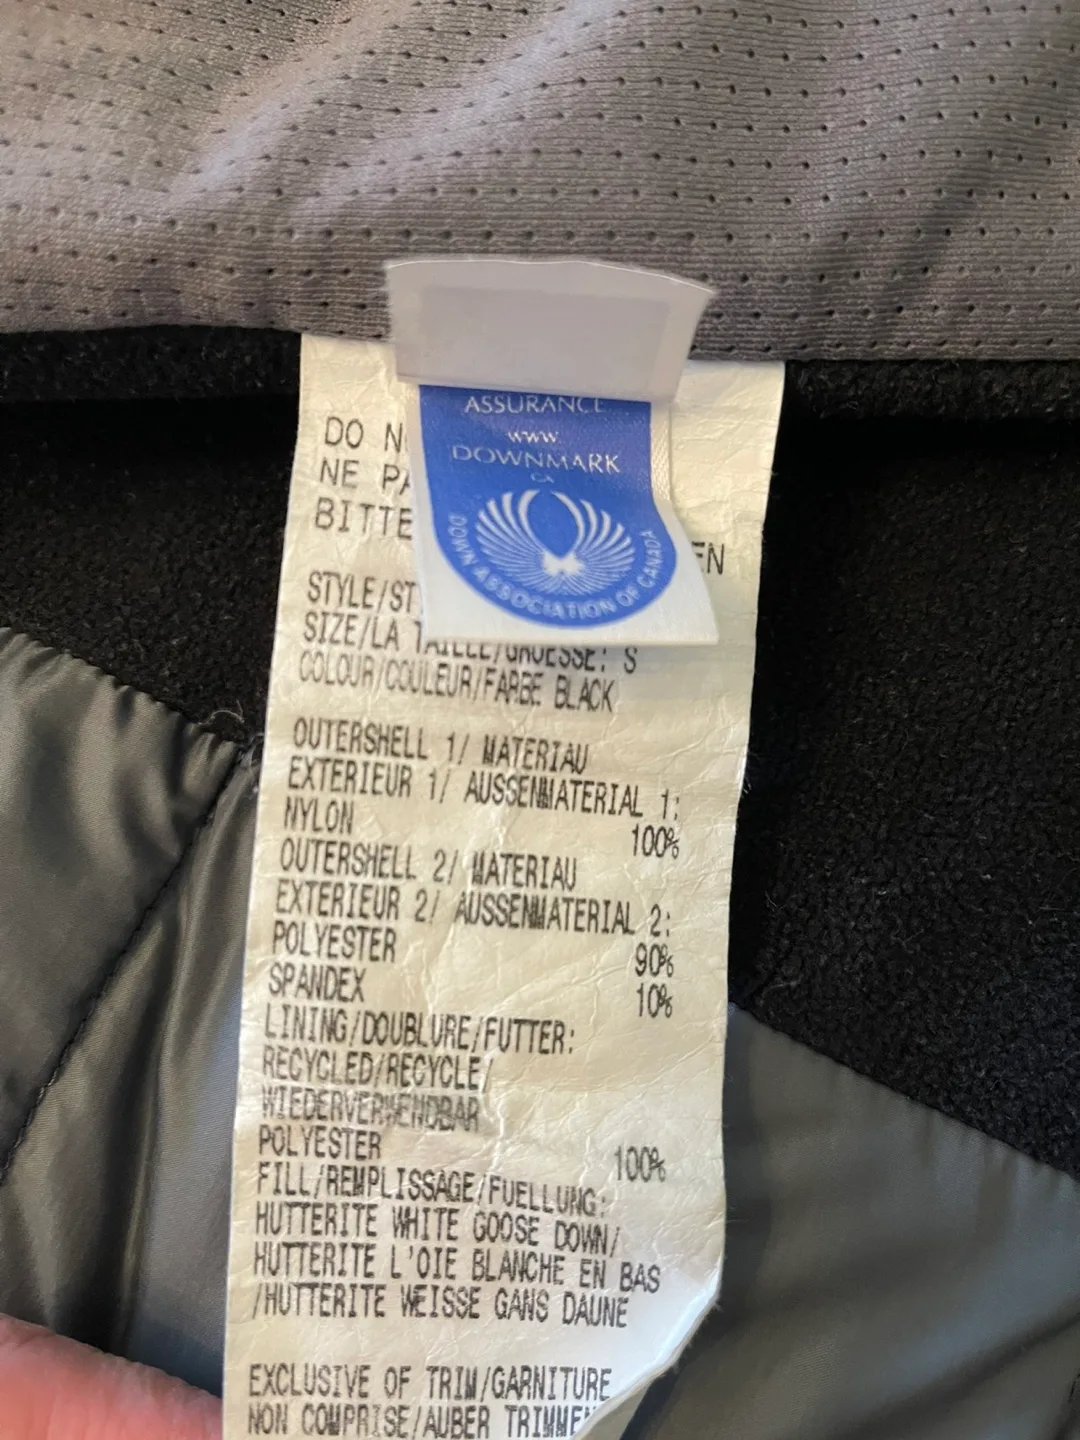 ASSURANCE
www.
DOWNMARK
CA
DOWN ASSOCIATION OF CANADA
DO N
NE PA
BITTE
EN
STYLE/ST
SIZE/LA TAILLE/GROESSE: S
COLOUR/COULEUR/FARBE BLACK
OUTERSHELL 1/ MATERIAU
EXTERIEUR 1/ AUSSENMATERIAL 1:
NYLON 100%
OUTERSHELL 2/ MATERIAU
EXTERIEUR 2/ AUSSENMATERIAL 2:
POLYESTER 90%
SPANDEX 10%
LINING/DOUBLURE/FUTTER:
RECYCLED/RECYCLE/
WIEDERVERWENDBAR
POLYESTER 100%
FILL/REMPLISSAGE/FUELLUNG:
HUTTERITE WHITE GOOSE DOWN/
HUTTERITE L'OIE BLANCHE EN BAS
/HUTTERITE WEISSE GANS DAUNE
EXCLUSIVE OF TRIM/GARNITURE
NON COMPRISE/AUBER TRIMMEN